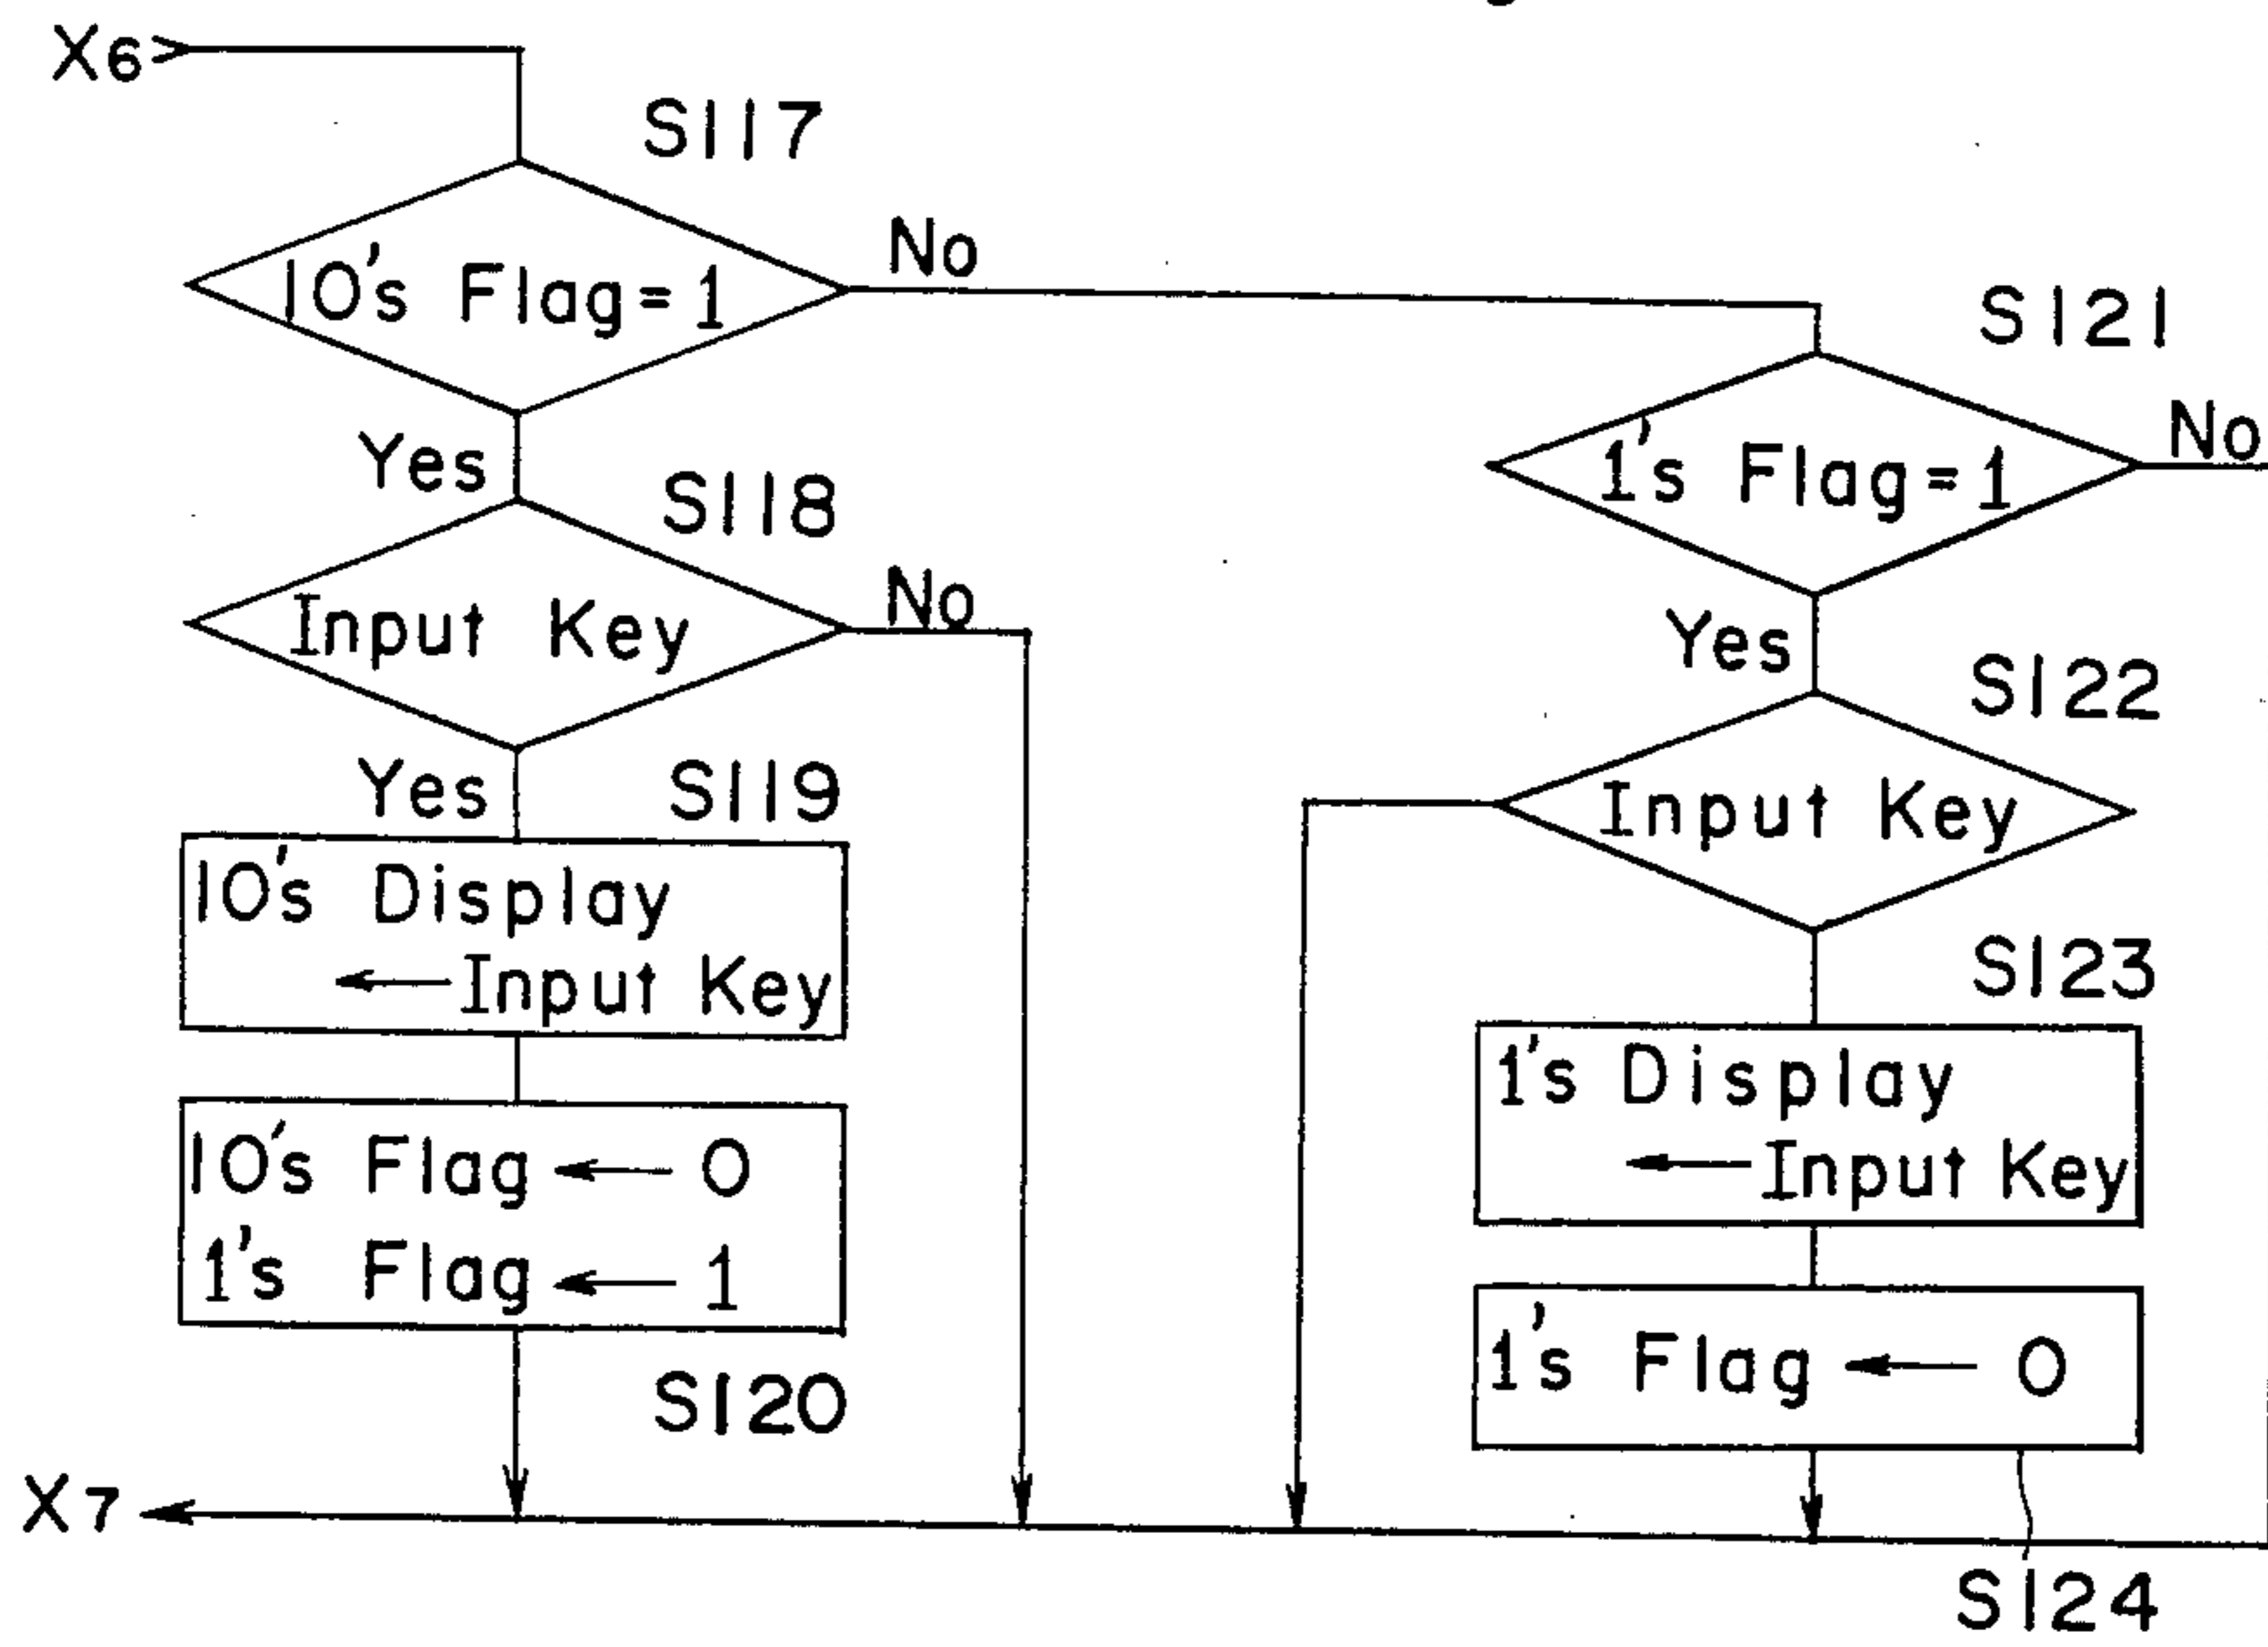 X6
S117
10's Flag=1
No
Yes
S118
Input Key
No
Yes
S119
10's Display
←Input Key
10's Flag ← 0
1's Flag ← 1
S120
X7
S121
1's Flag=1
No
Yes
S122
Input Key
S123
1's Display
←Input Key
1's Flag ← 0
S124